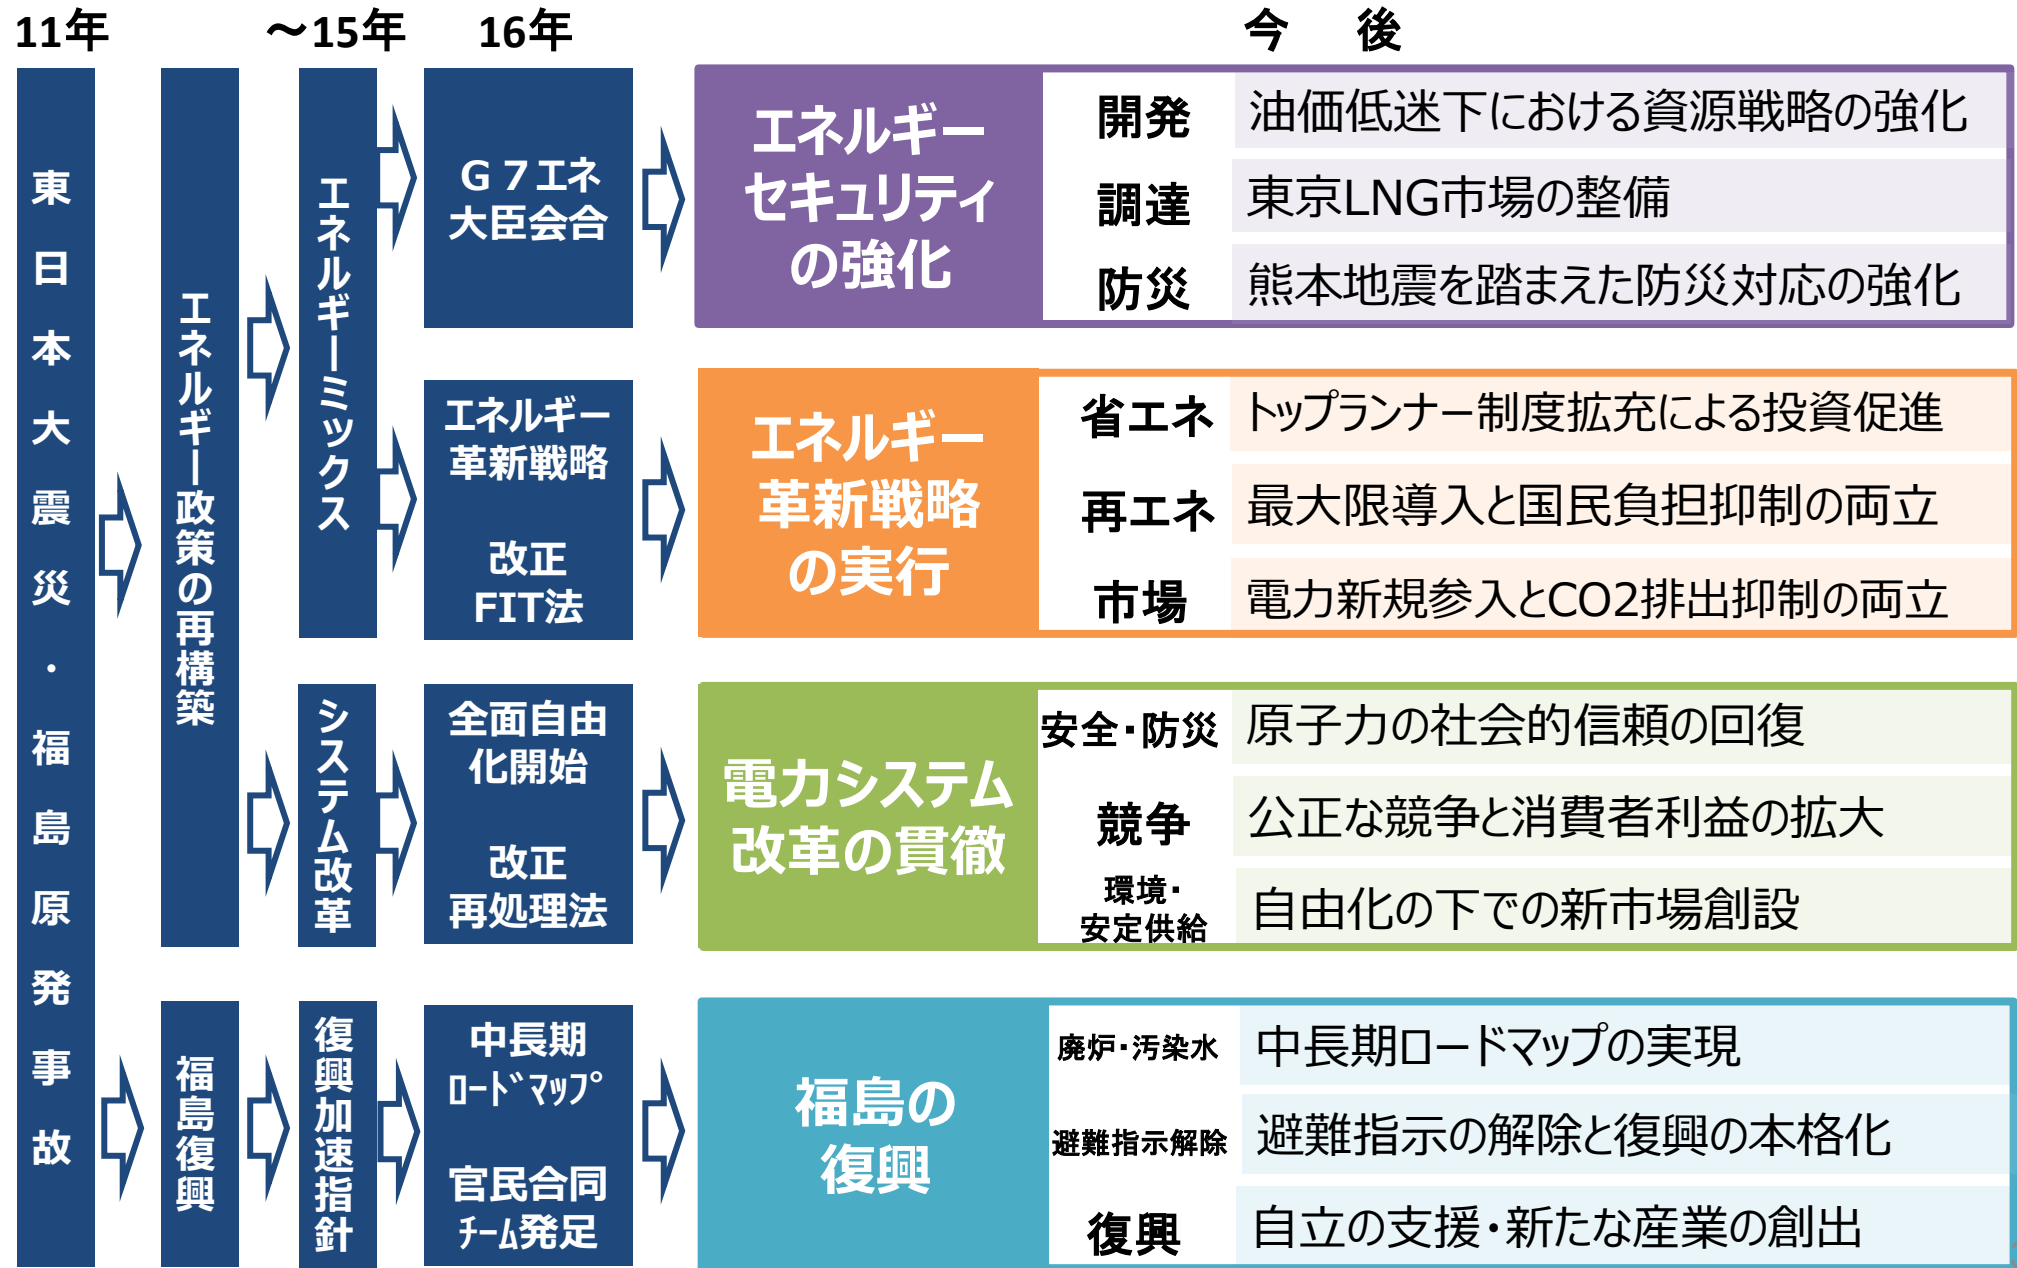 11年
～15年
16年
今　後
東日本大震災・福島原発事故
エネルギー政策の再構築
エネルギーミックス
G７エネ
大臣会合
エネルギー
セキュリティ
の強化
開発
油価低迷下における資源戦略の強化
調達
東京LNG市場の整備
防災
熊本地震を踏まえた防災対応の強化
エネルギー
革新戦略
改正
FIT法
エネルギー
革新戦略
の実行
省エネ
トップランナー制度拡充による投資促進
再エネ
最大限導入と国民負担抑制の両立
市場
電力新規参入とCO2排出抑制の両立
システム改革
全面自由
化開始
改正
再処理法
電力システム
改革の貫徹
安全・防災
原子力の社会的信頼の回復
競争
公正な競争と消費者利益の拡大
環境・
安定供給
自由化の下での新市場創設
福島復興
復興加速指針
中長期
ﾛｰﾄﾞﾏｯﾌﾟ
官民合同
ﾁｰﾑ発足
福島の
復興
廃炉・汚染水
中長期ロードマップの実現
避難指示解除
避難指示の解除と復興の本格化
復興
自立の支援・新たな産業の創出